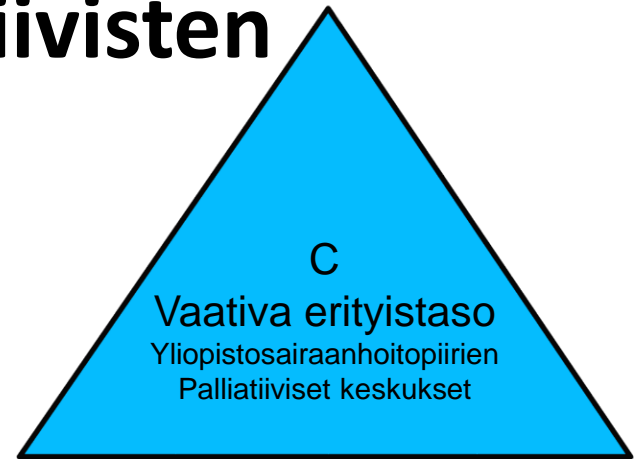 iivisten
C
Vaativa erityistaso
Yliopistosairaanhoitopiirien
Palliatiiviset keskukset